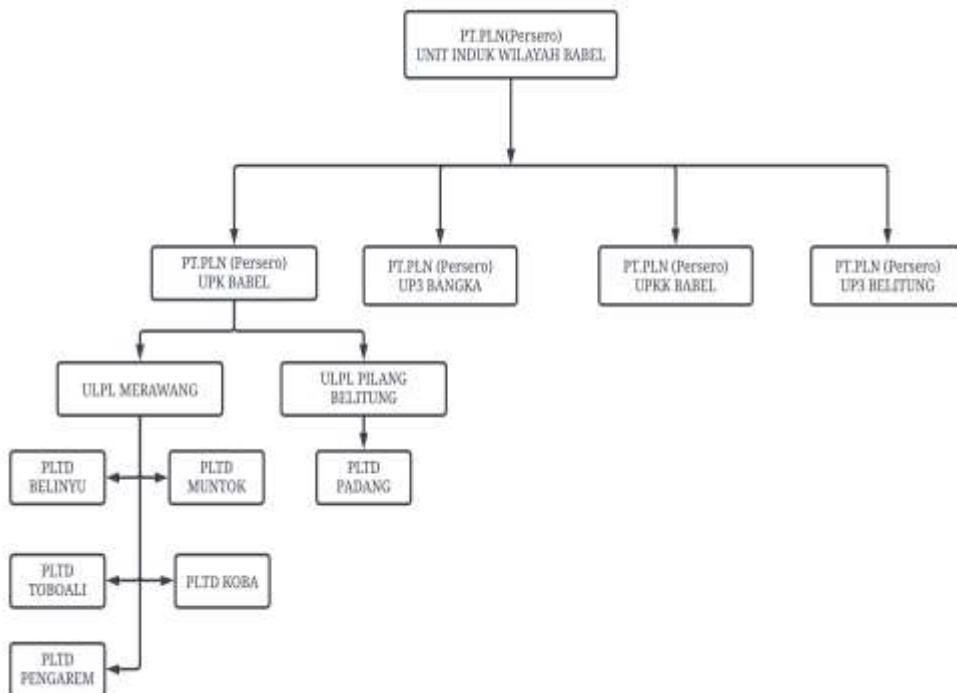 PT.PLN(Persero)
UNIT INDUK WILAYAH BABEL
PT.PLN (Persero)
UPK BABEL
PT.PLN (Persero)
UP3 BANGKA
PT.PLN (Persero)
UPKK BABEL
PT.PLN (Persero)
UP3 BELITUNG
ULPL MERAWANG
ULPL PILANG
BELITUNG
PLTD
BELINYU
PLTD
MUNTOK
PLTD
PADANG
PLTD
TOBOALI
PLTD KOBA
PLTD
PENGAREM